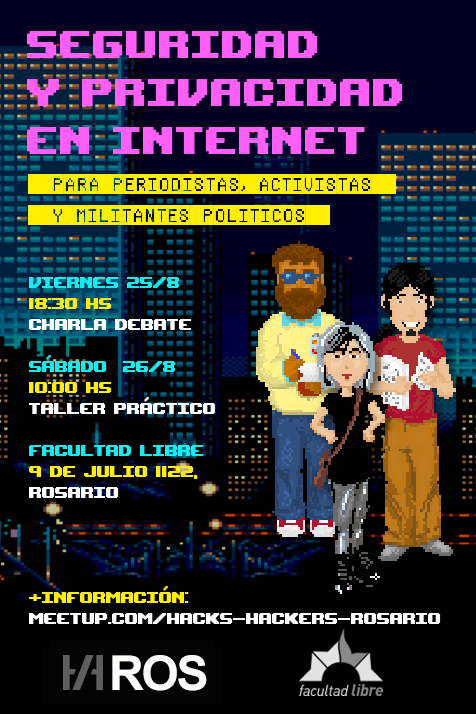 SEGURIDAD
Y PRIVACIDAD
EN INTERNET
PARA PERIODISTAS, ACTIVISTAS
Y MILITANTES POLITICOS
VIERNES 25/8
18:30 HS
CHARLA DEBATE
SÁBADO 26/8
10:00 HS
TALLER PRÁCTICO
FACULTAD LIBRE
9 DE JULIO 1122,
ROSARIO
+INFORMACIÓN:
MEETUP.COM/HACKS-HACKERS-ROSARIO
HHROS
facultad libre